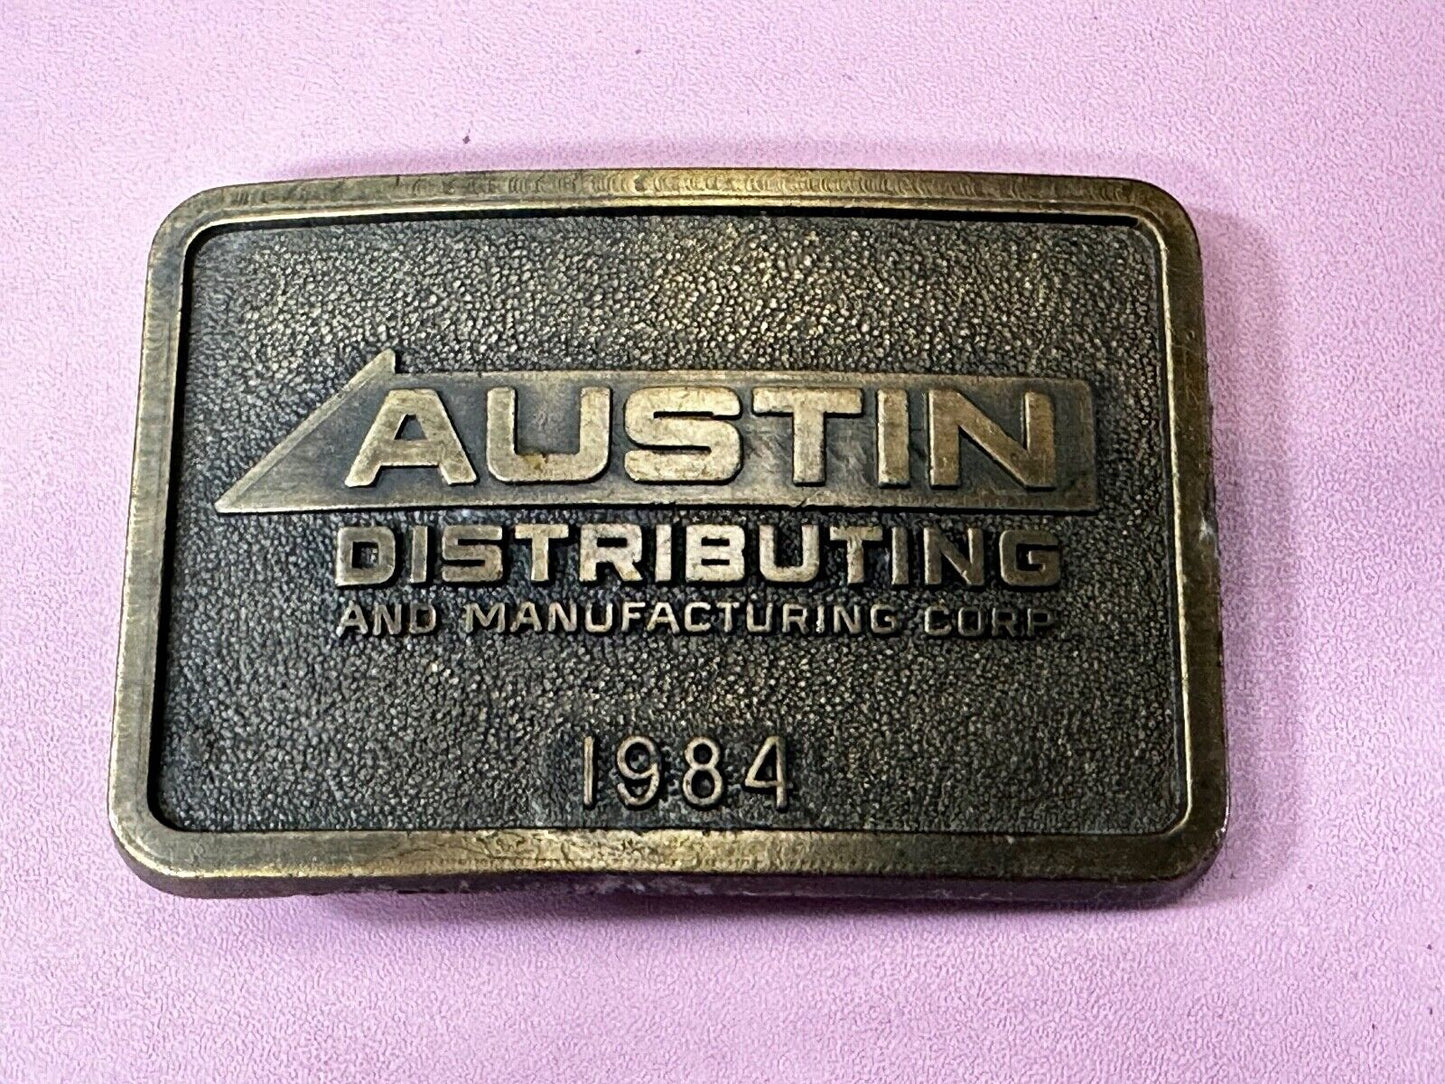 AUSTIN
DISTRIBUTING
AND MANUFACTURING CORP
1984